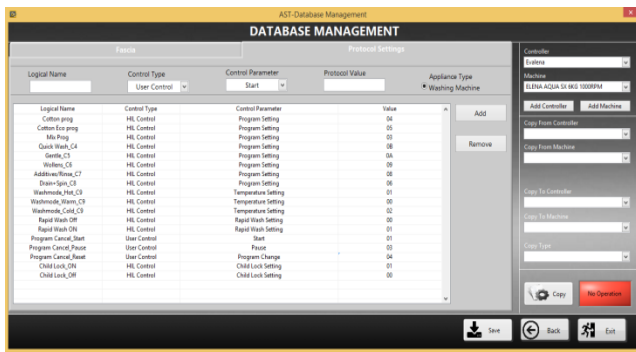 AST-Database Management
DATABASE MANAGEMENT
Fascia Protocol Settings
Logical Name Control Type Control Parameter Protocol Value Appliance Type
User Control Start Washing Machine
Logical Name Control Type Control Parameter Value
Cotton prog HIL Control Program Setting 04
Cotton Eco prog HIL Control Program Setting 05
Mix Prog HIL Control Program Setting 03
Quick Wash_C4 HIL Control Program Setting 0B
Gentle_C5 HIL Control Program Setting 0A
Wollens_C6 HIL Control Program Setting 09
Additives/Rinse_C7 HIL Control Program Setting 08
Drain+Spin_C8 HIL Control Program Setting 06
Washmode_Hot_C9 HIL Control Temperature Setting 01
Washmode_Warm_C9 HIL Control Temperature Setting 00
Washmode_Cold_C9 HIL Control Temperature Setting 02
Rapid Wash Off HIL Control Rapid Wash Setting 00
Rapid Wash ON HIL Control Rapid Wash Setting 01
Program Cancel_Start User Control Start 01
Program Cancel_Pause User Control Pause 03
Program Cancel_Reset User Control Program Change 04
Child Lock_ON HIL Control Child Lock Setting 01
Child Lock_Off HIL Control Child Lock Setting 00
Add
Remove
Controller
Evalena
Machine
ELENA AQUA SX 6KG 1000RPM
Add Controller Add Machine
Copy From Controller
Copy From Machine
Copy To Controller
Copy To Machine
Copy Type
Copy No Operation
Save Back Exit